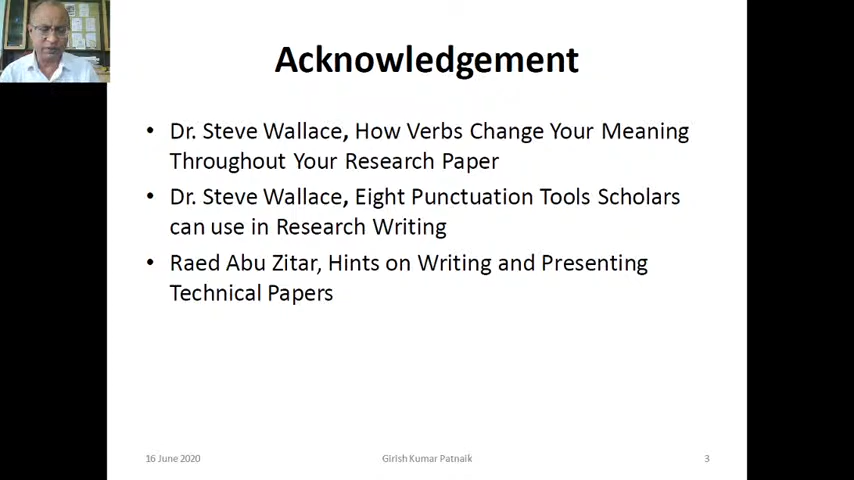 Acknowledgement
• Dr. Steve Wallace, How Verbs Change Your Meaning
Throughout Your Research Paper
• Dr. Steve Wallace, Eight Punctuation Tools Scholars
can use in Research Writing
• Raed Abu Zitar, Hints on Writing and Presenting
Technical Papers
16 June 2020
Girish Kumar Patnaik
3